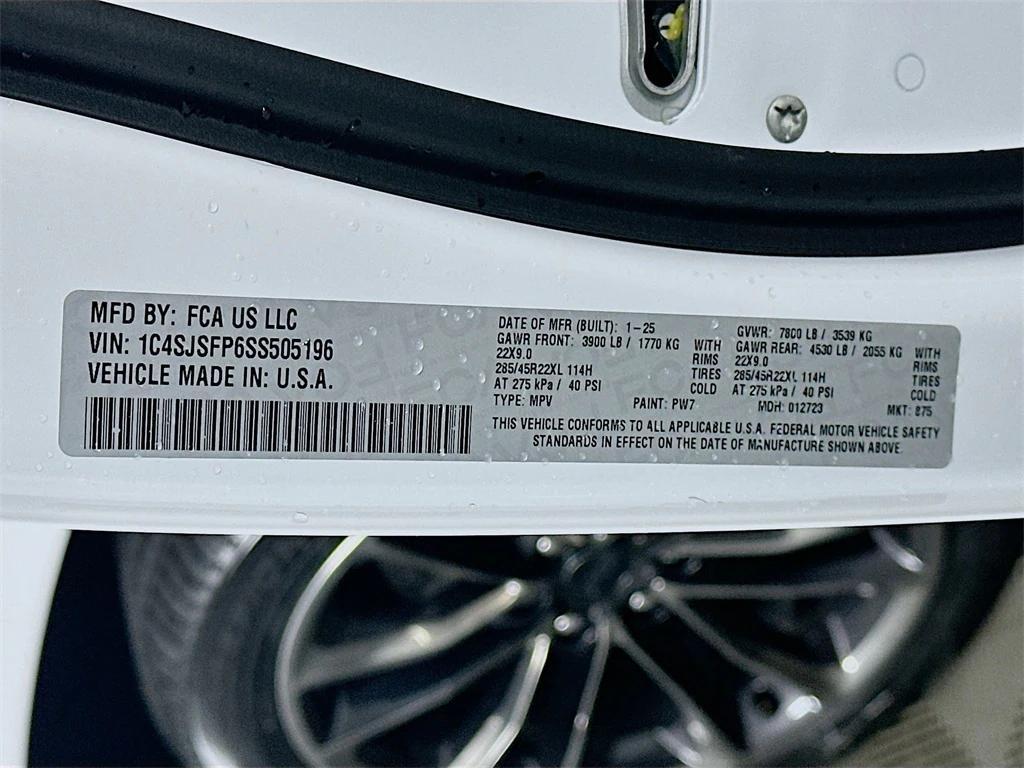 MFD BY: FCA US LLC
VIN: 1C4SJSFP6SS505196
VEHICLE MADE IN: U.S.A.
DATE OF MFR (BUILT): 1-25
GAWR FRONT: 3900 LB / 1770 KG WITH
22X9.0 RIMS
285/45R22XL 114H TIRES
AT 275 kPa / 40 PSI COLD
TYPE: MPV PAINT: PW7
GVWR: 7800 LB / 3539 KG
GAWR REAR: 4530 LB / 2055 KG WITH
22X9.0 RIMS
285/45R22XL 114H TIRES
AT 275 kPa / 40 PSI COLD
MDH: 012723 MKT: 875
THIS VEHICLE CONFORMS TO ALL APPLICABLE U.S.A. FEDERAL MOTOR VEHICLE SAFETY
STANDARDS IN EFFECT ON THE DATE OF MANUFACTURE SHOWN ABOVE.